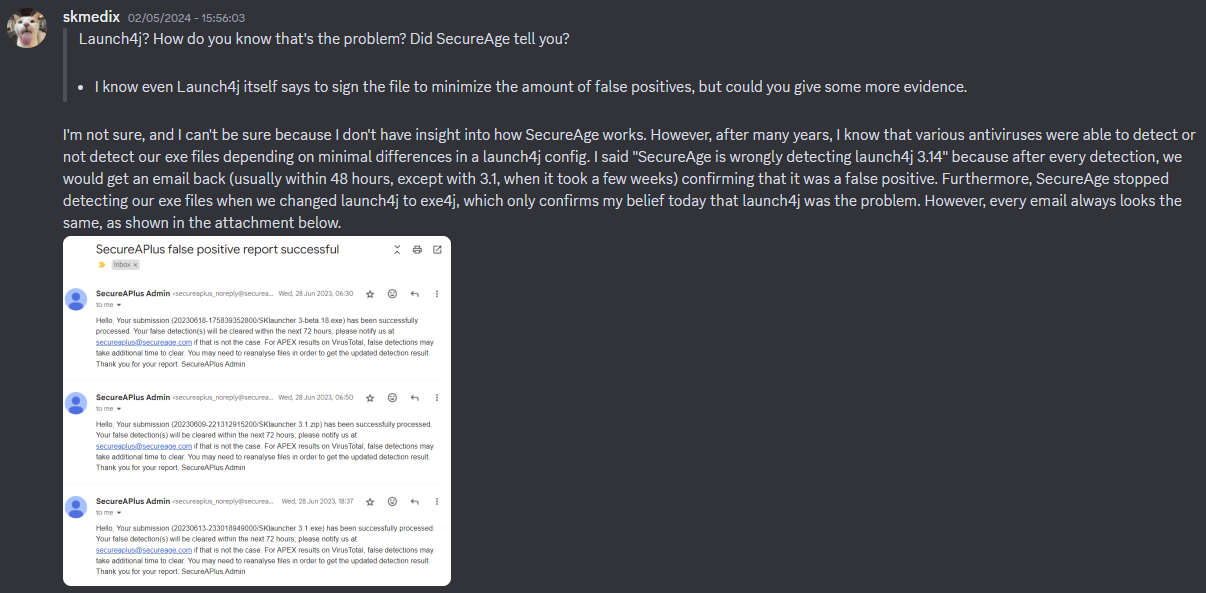 skmedix 02/05/2024 - 15:56:03
Launch4j? How do you know that's the problem? Did SecureAge tell you?
• I know even Launch4j itself says to sign the file to minimize the amount of false positives, but could you give some more evidence.
I'm not sure, and I can't be sure because I don't have insight into how SecureAge works. However, after many years, I know that various antiviruses were able to detect or
not detect our exe files depending on minimal differences in a launch4j config. I said "SecureAge is wrongly detecting launch4j 3.14" because after every detection, we
would get an email back (usually within 48 hours, except with 3.1, when it took a few weeks) confirming that it was a false positive. Furthermore, SecureAge stopped
detecting our exe files when we changed launch4j to exe4j, which only confirms my belief today that launch4j was the problem. However, every email always looks the
same, as shown in the attachment below.
SecureAPlus false positive report successful
Inbox ×
SecureAPlus Admin <secureaplus_noreply@securea... Wed, 28 Jun 2023, 06:30
to me
Hello, Your submission (20230618-175839352800/SKlauncher 3-beta.18.exe) has been successfully
processed. Your false detection(s) will be cleared within the next 72 hours; please notify us at
secureaplus@secureage.com if that is not the case. For APEX results on VirusTotal, false detections may
take additional time to clear. You may need to reanalyse files in order to get the updated detection result.
Thank you for your report. SecureAPlus Admin
SecureAPlus Admin <secureaplus_noreply@securea... Wed, 28 Jun 2023, 06:50
to me
Hello, Your submission (20230609-221312915200/SKlauncher 3.1.zip) has been successfully processed.
Your false detection(s) will be cleared within the next 72 hours; please notify us at
secureaplus@secureage.com if that is not the case. For APEX results on VirusTotal, false detections may
take additional time to clear. You may need to reanalyse files in order to get the updated detection result.
Thank you for your report. SecureAPlus Admin
SecureAPlus Admin <secureaplus_noreply@securea... Wed, 28 Jun 2023, 18:37
to me
Hello, Your submission (20230613-233018949000/SKlauncher 3.1.exe) has been successfully processed.
Your false detection(s) will be cleared within the next 72 hours; please notify us at
secureaplus@secureage.com if that is not the case. For APEX results on VirusTotal, false detections may
take additional time to clear. You may need to reanalyse files in order to get the updated detection result.
Thank you for your report. SecureAPlus Admin